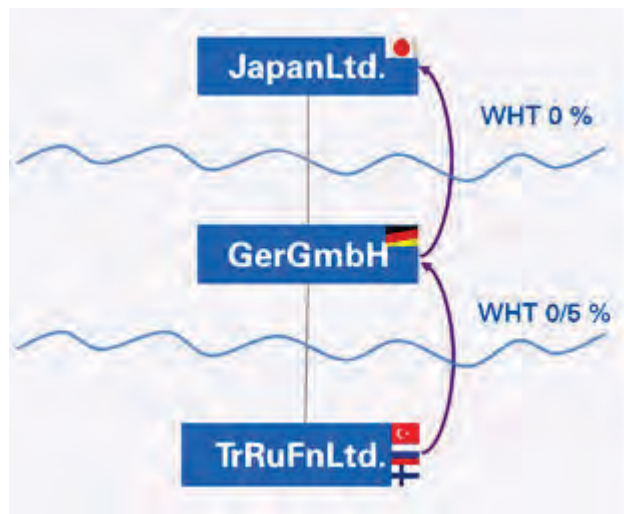 JapanLtd.
WHT 0 %
GerGmbH
WHT 0/5 %
TrRuFnLtd.